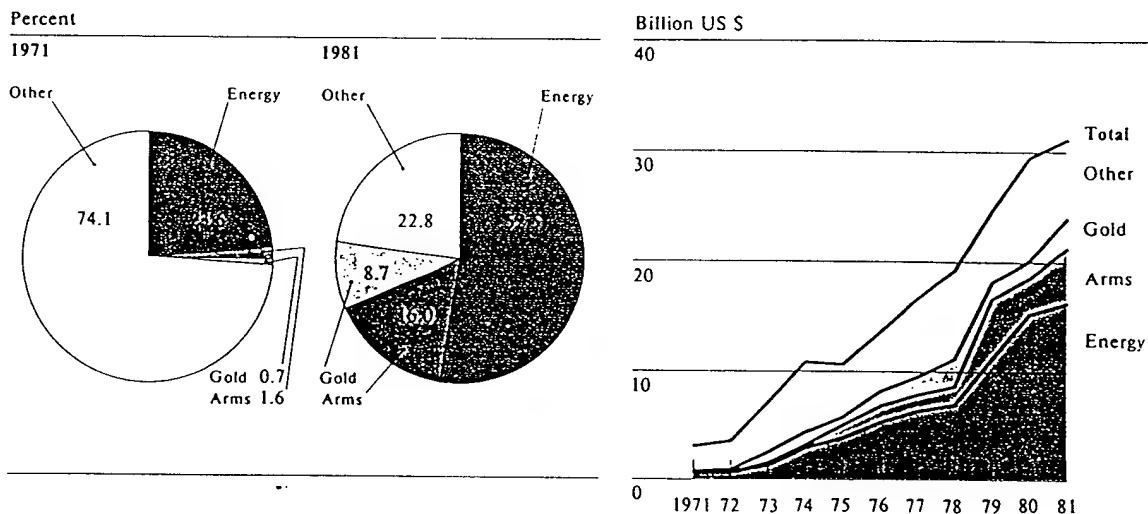 Percent
1971
1981
Other
Energy
Other
Energy
74.1
22.8
8.7
16.0
Gold 0.7
Arms 1.6
Gold
Arms
Billion US $
40
30
20
10
0
Total
Other
Gold
Arms
Energy
1971 72 73 74 75 76 77 78 79 80 81